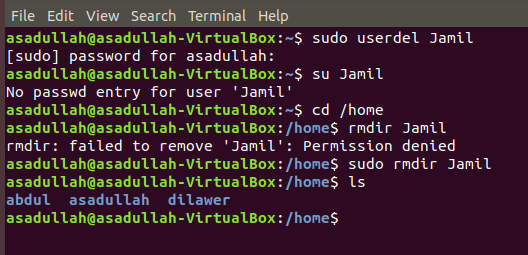 File Edit View Search Terminal Help
asadullah@asadullah-VirtualBox:~$ sudo userdel Jamil
[sudo] password for asadullah:
asadullah@asadullah-VirtualBox:~$ su Jamil
No passwd entry for user 'Jamil'
asadullah@asadullah-VirtualBox:~$ cd /home
asadullah@asadullah-VirtualBox:/home$ rmdir Jamil
rmdir: failed to remove 'Jamil': Permission denied
asadullah@asadullah-VirtualBox:/home$ sudo rmdir Jamil
asadullah@asadullah-VirtualBox:/home$ ls
abdul asadullah dilawer
asadullah@asadullah-VirtualBox:/home$